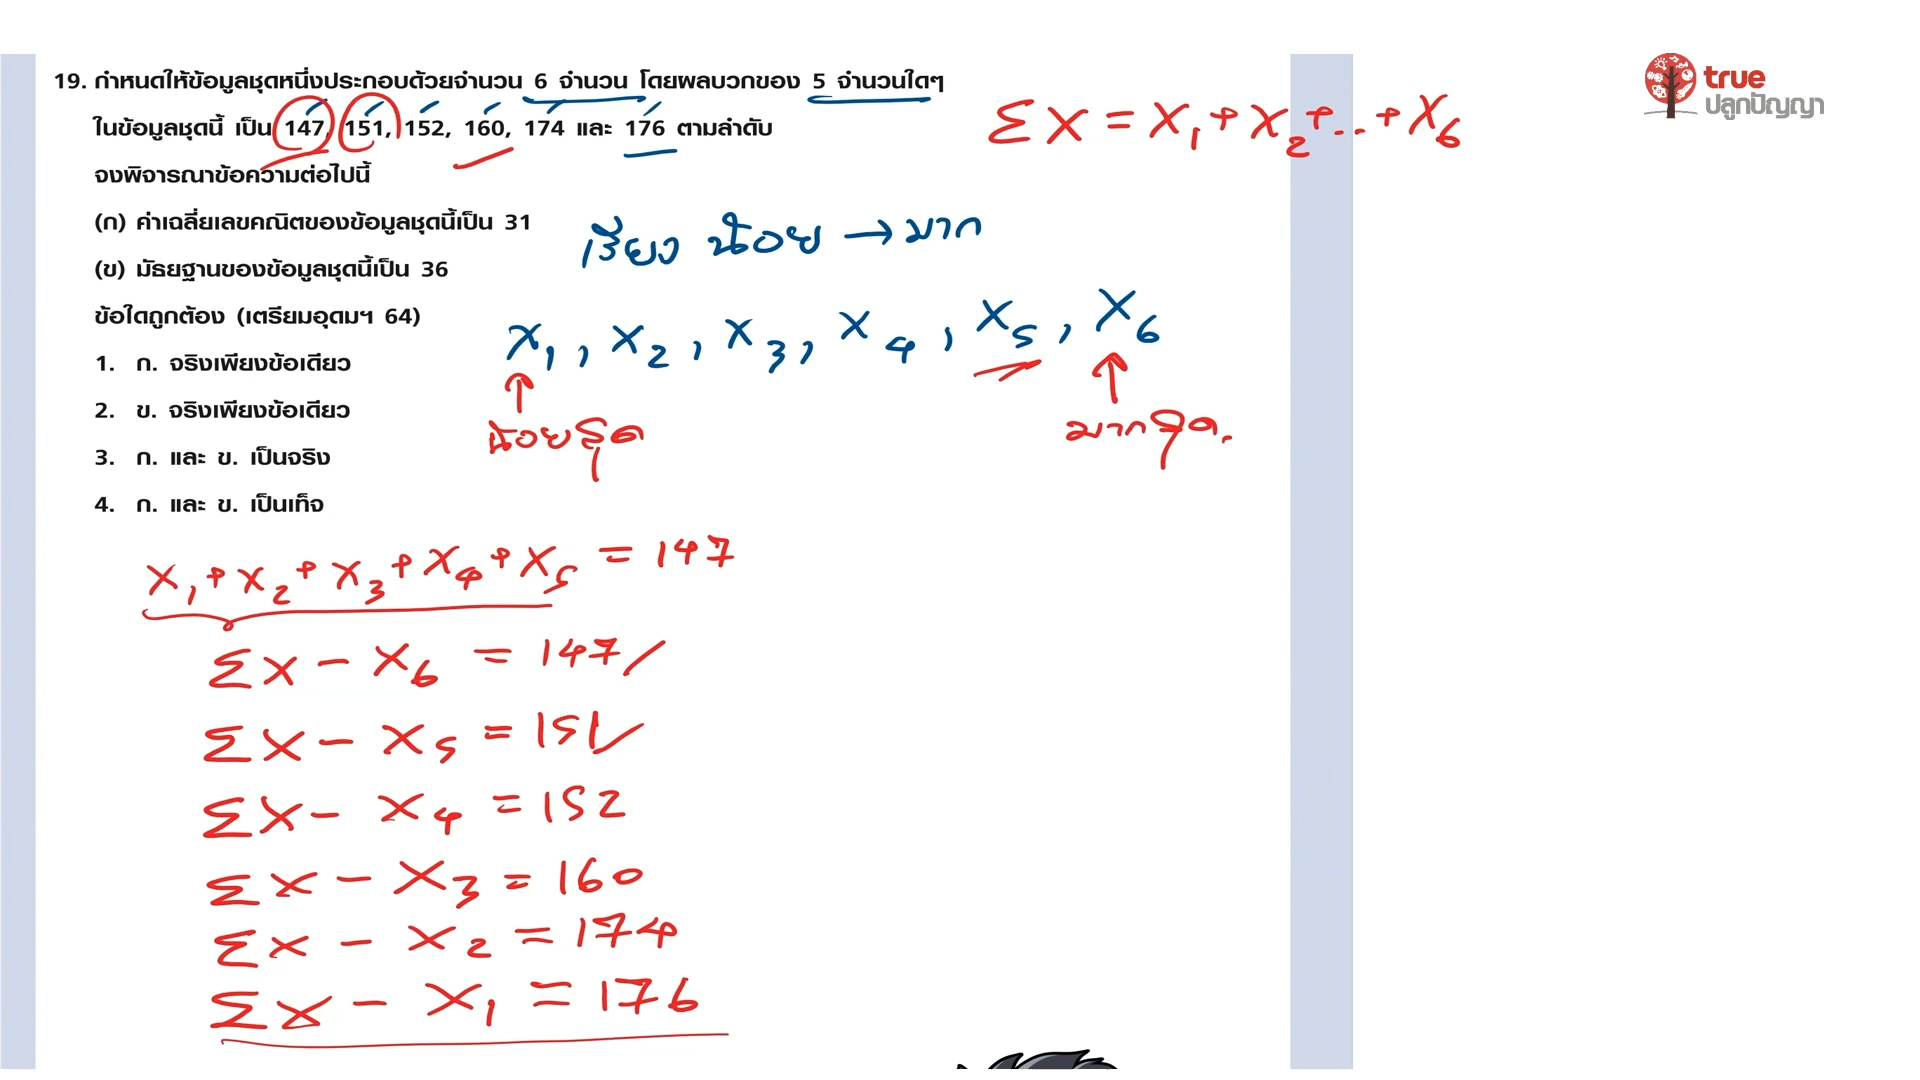 19. กำหนดให้ข้อมูลชุดหนึ่งประกอบด้วยจำนวน 6 จำนวน โดยผลบวกของ 5 จำนวนใดๆ
ในข้อมูลชุดนี้ เป็น 147, 151, 152, 160, 174 และ 176 ตามลำดับ
จงพิจารณาข้อความต่อไปนี้
(ก) ค่าเฉลี่ยเลขคณิตของข้อมูลชุดนี้เป็น 31
(ข) มัธยฐานของข้อมูลชุดนี้เป็น 36
ข้อใดถูกต้อง (เตรียมอุดมฯ 64)
1. ก. จริงเพียงข้อเดียว
2. ข. จริงเพียงข้อเดียว
3. ก. และ ข. เป็นจริง
4. ก. และ ข. เป็นเท็จ
Σx = x₁ + x₂ + .. + x₆
true
ปลูกปัญญา
เรียง น้อย → มาก
x₁, x₂, x₃, x₄, x₅, x₆
น้อยสุด
มากสุด.
x₁ + x₂ + x₃ + x₄ + x₅ = 147
Σx - x₆ = 147
Σx - x₅ = 151
Σx - x₄ = 152
Σx - x₃ = 160
Σx - x₂ = 174
Σx - x₁ = 176